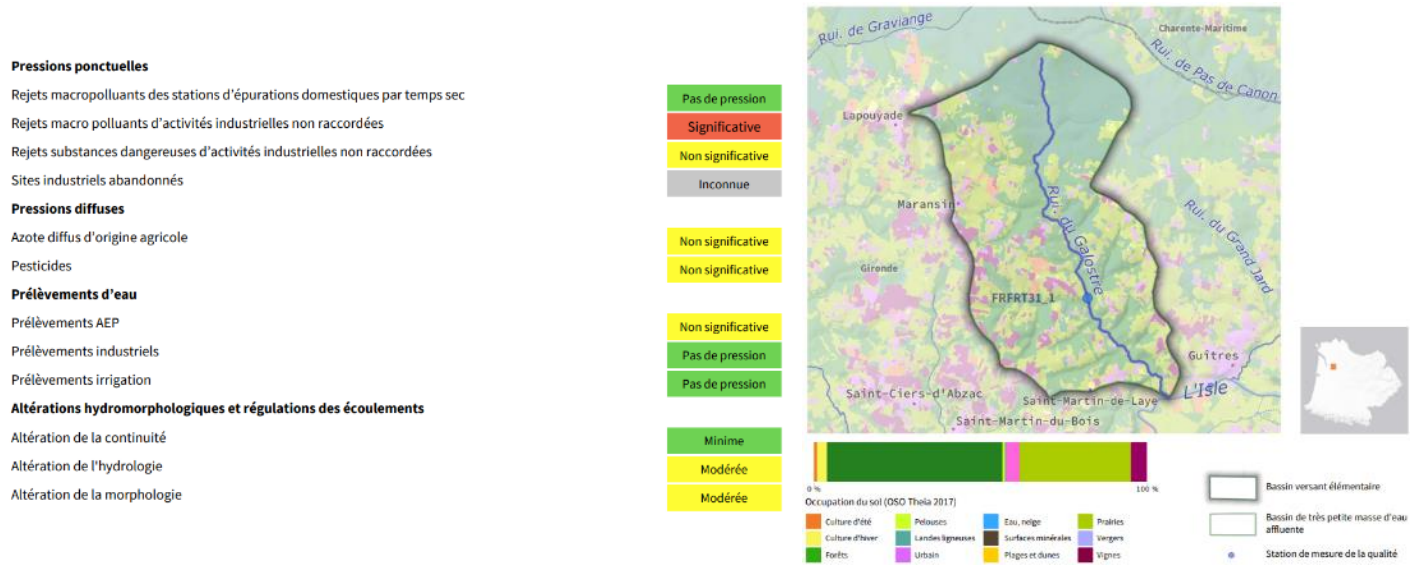 Pressions ponctuelles
Rejets macropolluants des stations d'épurations domestiques par temps sec
Pas de pression
Rejets macro polluants d'activités industrielles non raccordées
Significative
Rejets substances dangereuses d'activités industrielles non raccordées
Non significative
Sites industriels abandonnés
Inconnue
Pressions diffuses
Azote diffus d'origine agricole
Non significative
Pesticides
Non significative
Prélèvements d'eau
Prélèvements AEP
Non significative
Prélèvements industriels
Pas de pression
Prélèvements irrigation
Pas de pression
Altérations hydromorphologiques et régulations des écoulements
Altération de la continuité
Minime
Altération de l'hydrologie
Modérée
Altération de la morphologie
Modérée
Rui. de Graviange
Charente-Maritime
Rui. de Pas de Canon
Lapouyade
Maransin
Rui. du Galostre
Rui. du Grand Jard
Gironde
FRFRT31_1
Guîtres
L'Isle
Saint-Ciers-d'Abzac
Saint-Martin-de-Laye
Saint-Martin-du-Bois
0 %
100 %
Occupation du sol (OSO Theia 2017)
Culture d'été
Pelouses
Eau, neige
Prairies
Culture d'hiver
Landes ligneuses
Surfaces minérales
Vergers
Forêts
Urbain
Plages et dunes
Vignes
Bassin versant élémentaire
Bassin de très petite masse d'eau
affluente
Station de mesure de la qualité